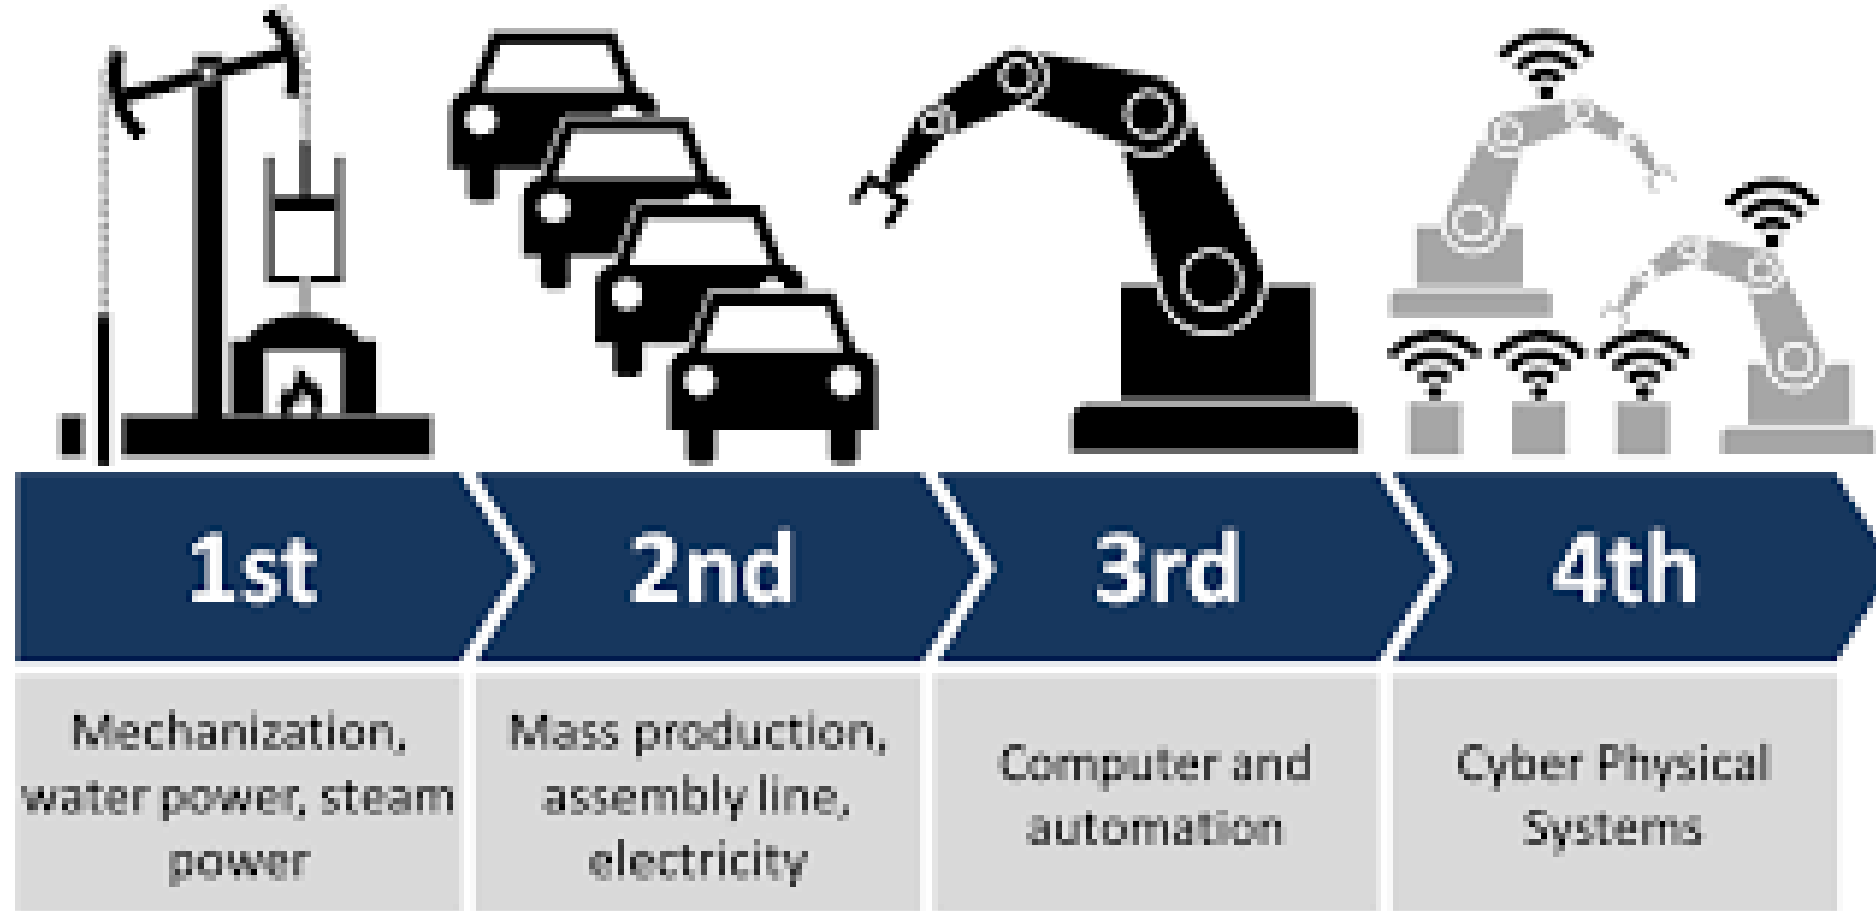 1st
2nd
3rd
4th
Mechanization,
water power, steam
power
Mass production,
assembly line,
electricity
Computer and
automation
Cyber Physical
Systems